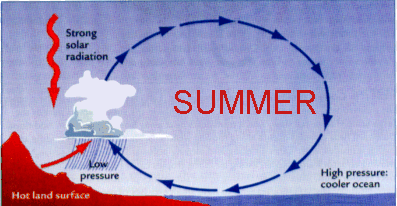 Strong
solar
radiation
SUMMER
Low
pressure
High pressure:
cooler ocean
Hot land surface